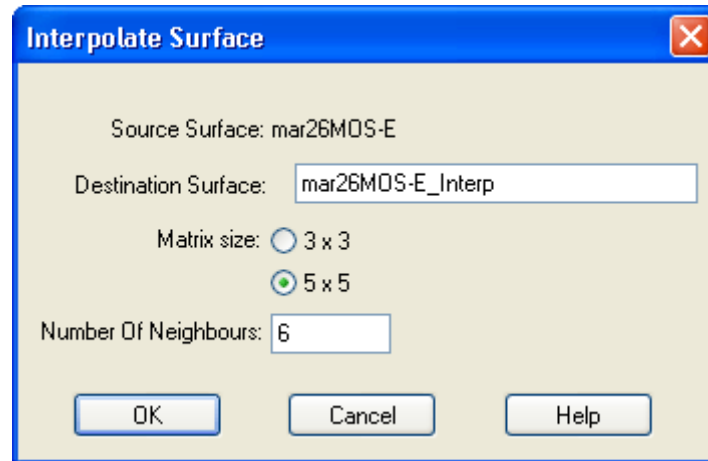 Interpolate Surface
Source Surface: mar26MOS-E
Destination Surface: mar26MOS-E_Interp
Matrix size: 3 x 3
5 x 5
Number Of Neighbours: 6
OK Cancel Help